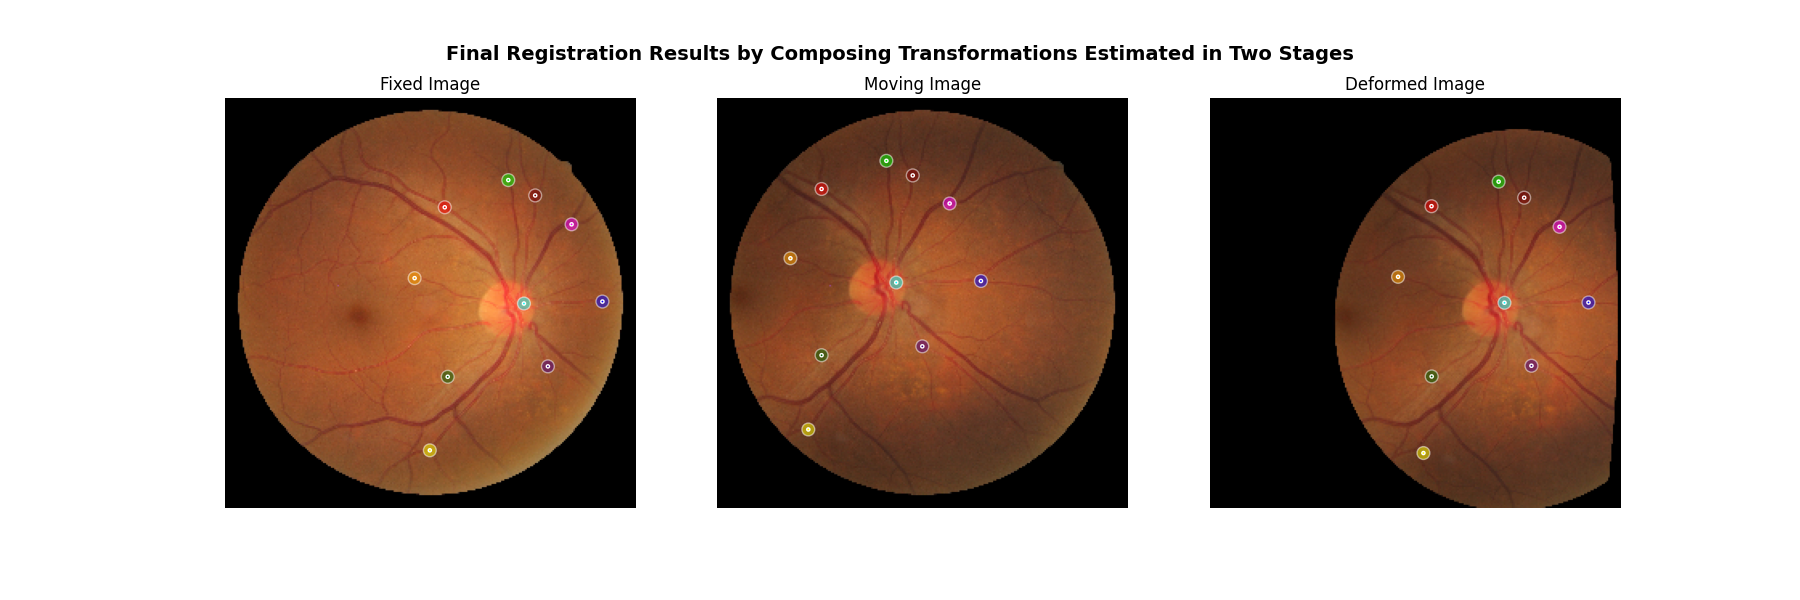 Final Registration Results by Composing Transformations Estimated in Two Stages
Fixed Image
Moving Image
Deformed Image